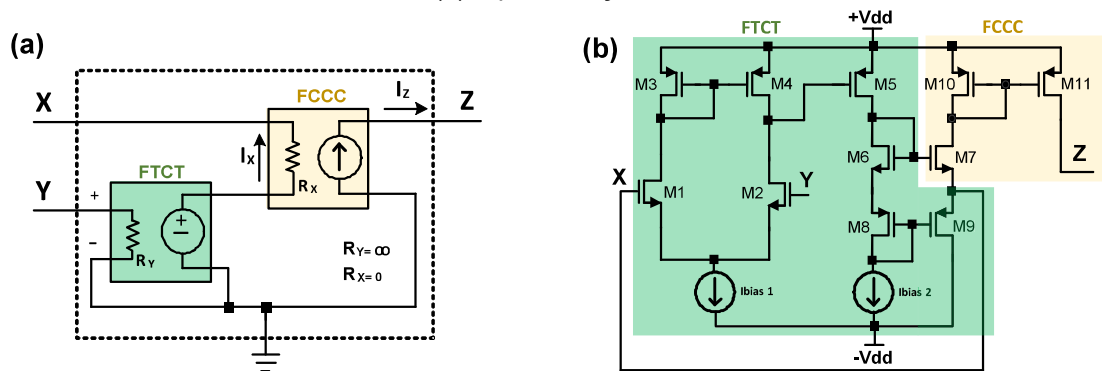 (a)
X
Y
FCCC
FTCT
I_Z
Z
I_X
R_X
+
−
R_Y
+
−
R_Y= ∞
R_X= 0
(b)
+Vdd
FTCT
FCCC
M3
M4
M5
M10
M11
M6
M7
Z
X
M1
M2
Y
M8
M9
Ibias 1
Ibias 2
-Vdd